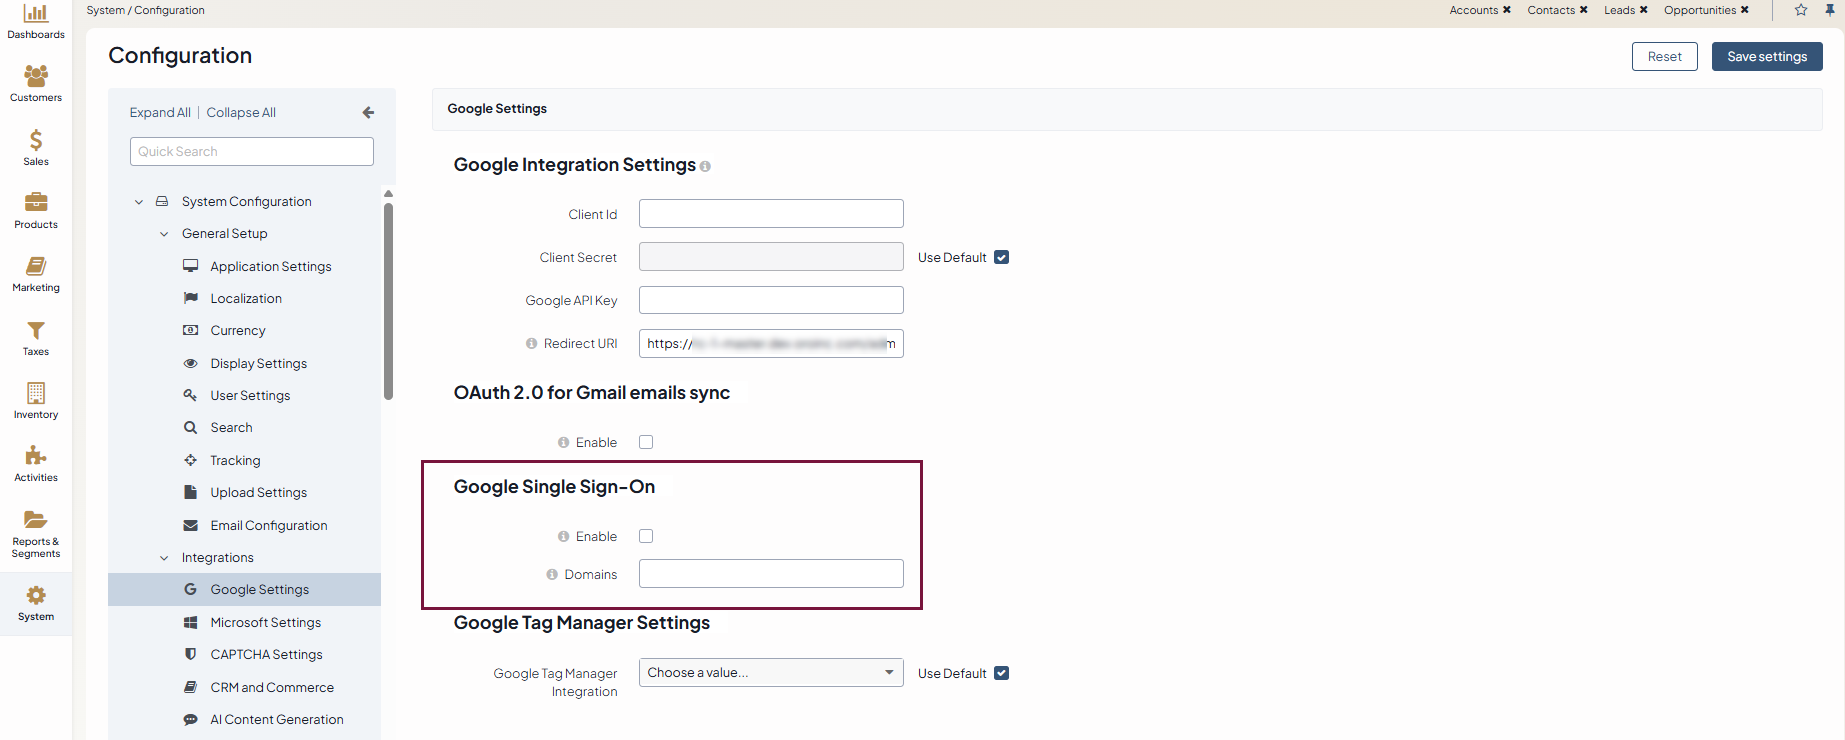 System / Configuration
Accounts ✖ Contacts ✖ Leads ✖ Opportunities ✖
Dashboards
Customers
Sales
Products
Marketing
Taxes
Inventory
Activities
Reports &
Segments
System
Configuration
Reset
Save settings
Expand All | Collapse All
Quick Search
System Configuration
General Setup
Application Settings
Localization
Currency
Display Settings
User Settings
Search
Tracking
Upload Settings
Email Configuration
Integrations
Google Settings
Microsoft Settings
CAPTCHA Settings
CRM and Commerce
AI Content Generation
Google Settings
Google Integration Settings
Client Id
Client Secret
Use Default
Google API Key
Redirect URI
https://
OAuth 2.0 for Gmail emails sync
Enable
Google Single Sign-On
Enable
Domains
Google Tag Manager Settings
Google Tag Manager
Integration
Choose a value...
Use Default